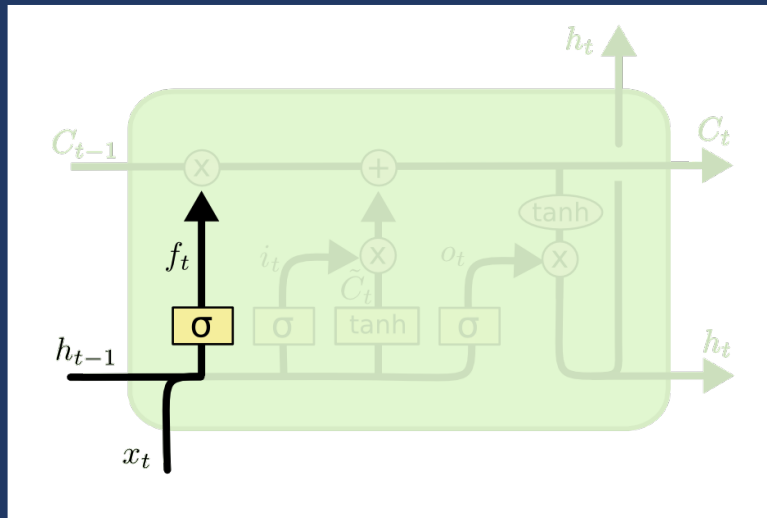 h_t
C_{t-1}
C_t
x
+
tanh
f_t
i_t
x
o_t
x
C̃_t
σ
σ
tanh
σ
h_{t-1}
h_t
x_t